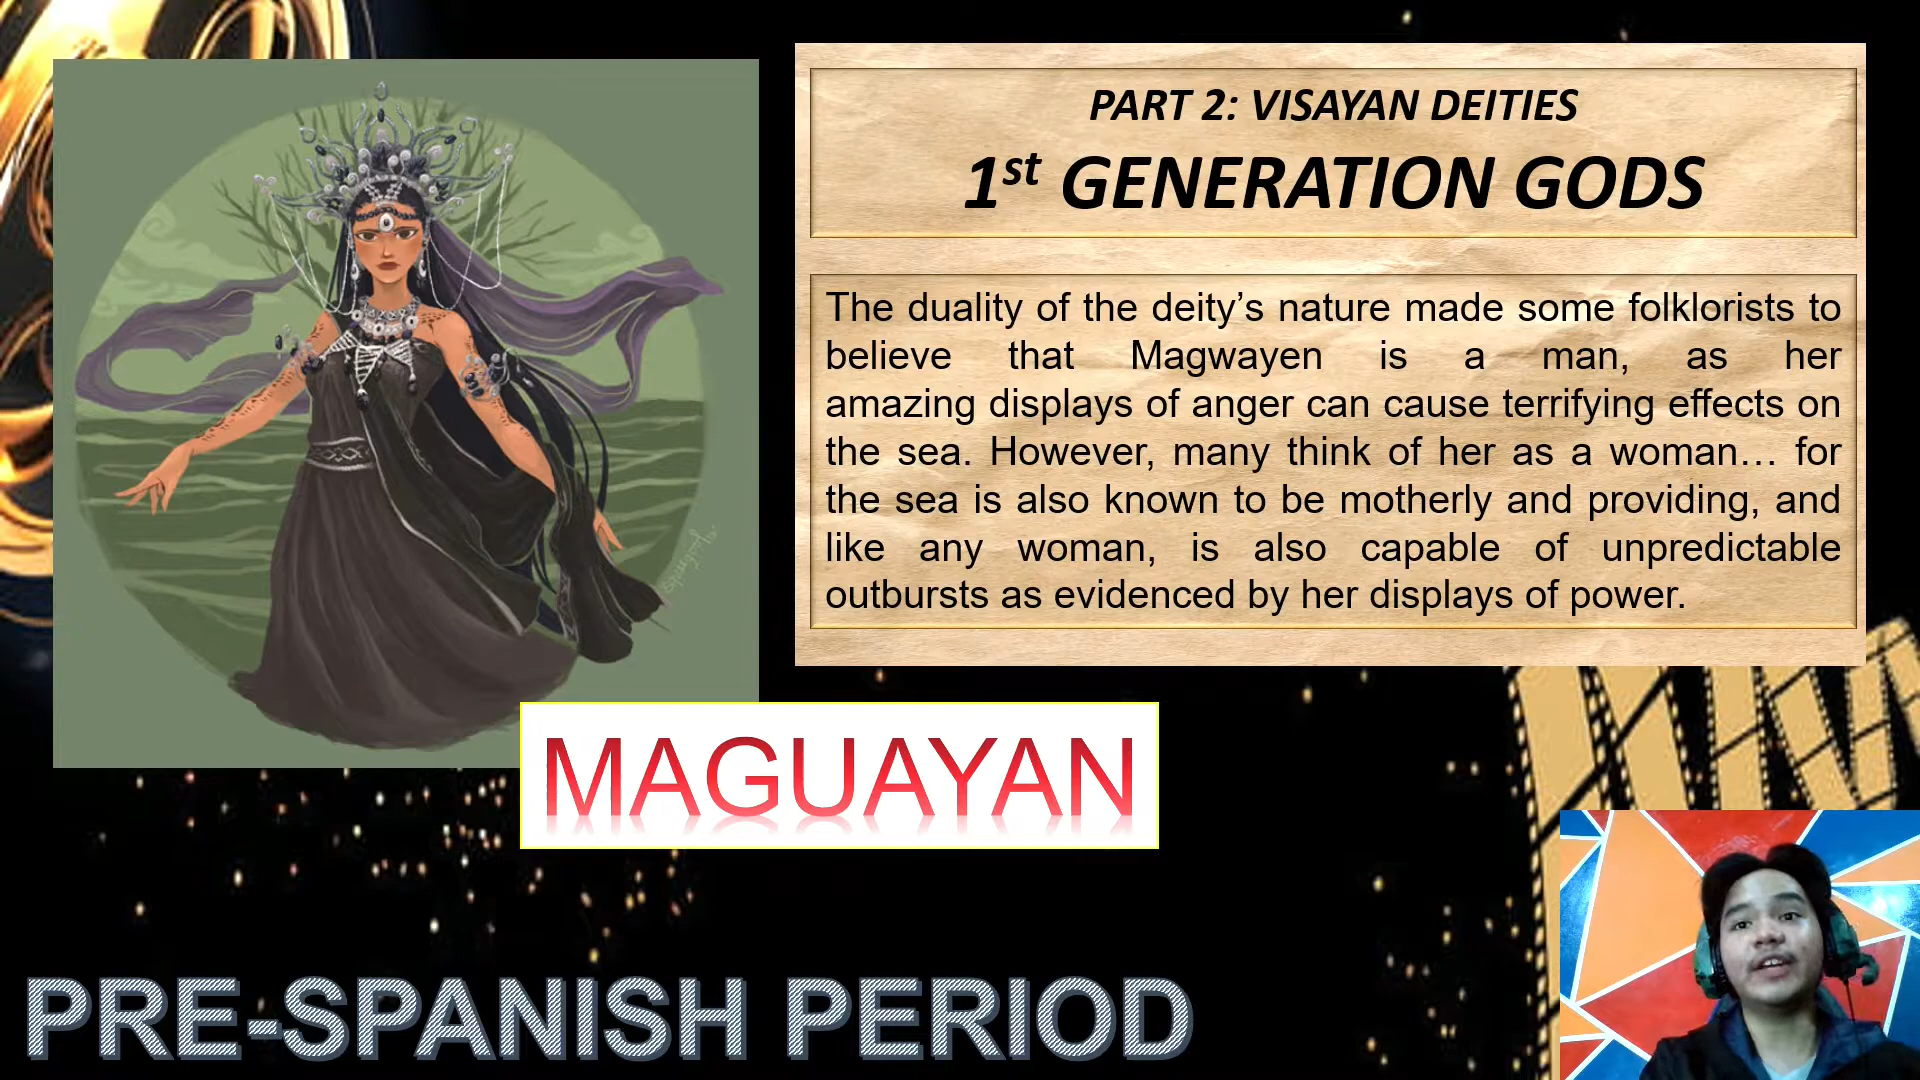 PART 2: VISAYAN DEITIES
1st GENERATION GODS
The duality of the deity’s nature made some folklorists to
believe that Magwayen is a man, as her
amazing displays of anger can cause terrifying effects on
the sea. However, many think of her as a woman… for
the sea is also known to be motherly and providing, and
like any woman, is also capable of unpredictable
outbursts as evidenced by her displays of power.
MAGUAYAN
PRE-SPANISH PERIOD